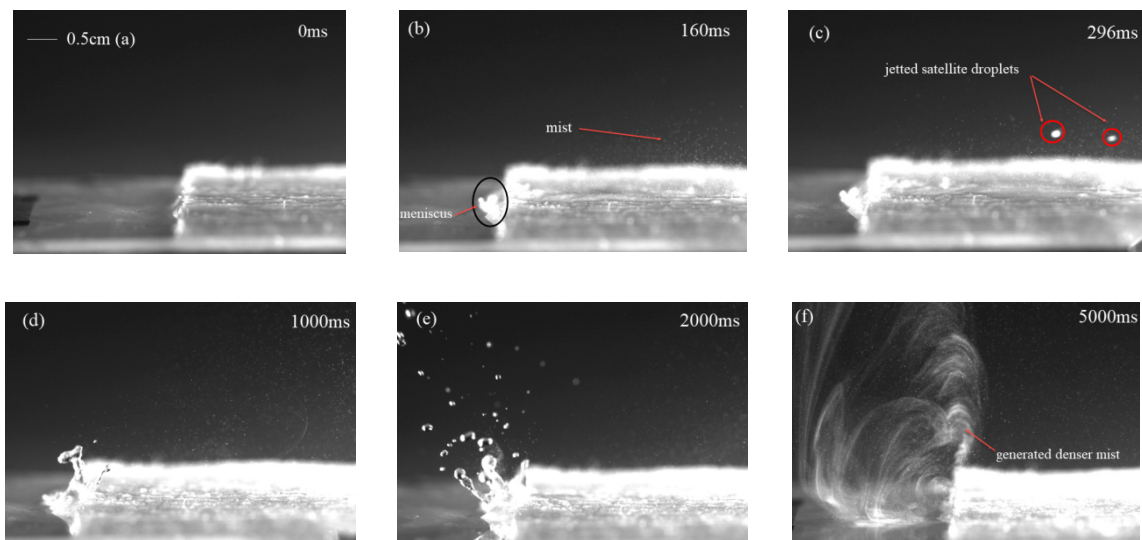 0.5cm (a)
0ms
(b)
160ms
mist
meniscus
(c)
296ms
jetted satellite droplets
(d)
1000ms
(e)
2000ms
(f)
5000ms
generated denser mist